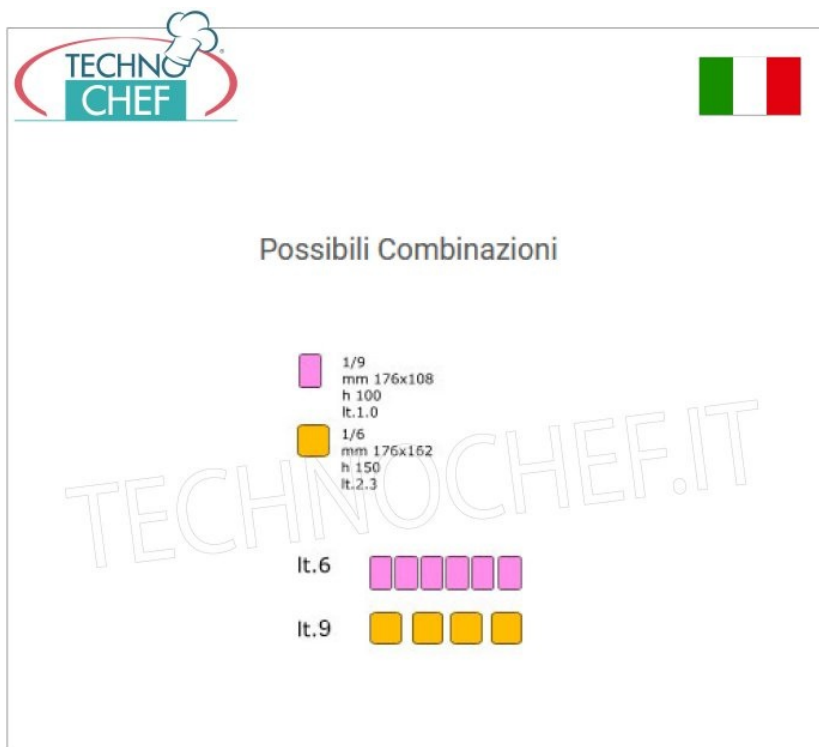 TECHNO
CHEF
Possibili Combinazioni
1/9
mm 176x108
h 100
lt.1.0
1/6
mm 176x162
h 150
lt.2.3
TECHNOCHEF.IT
lt.6
lt.9